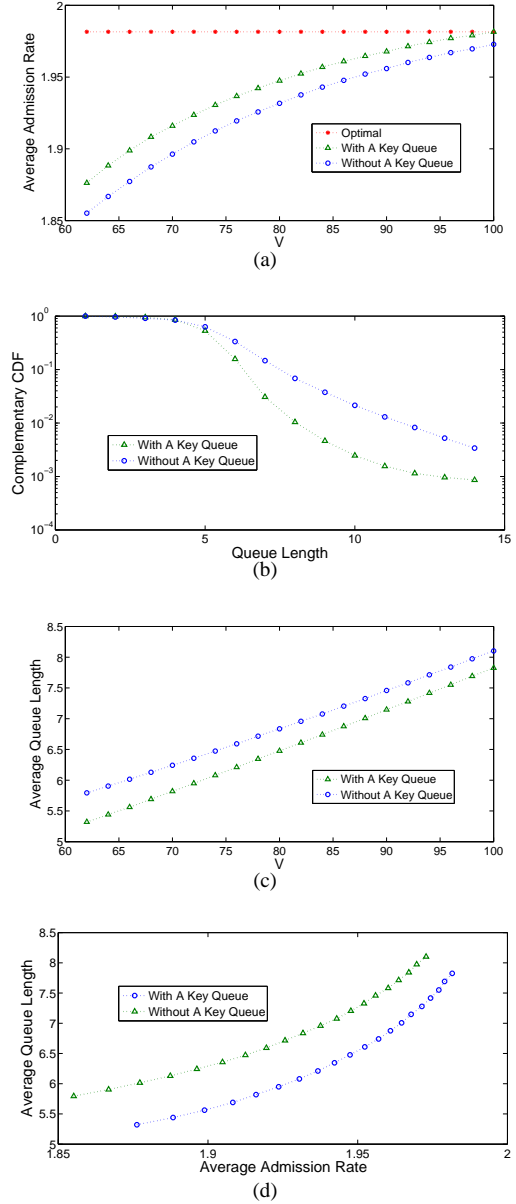 Average Admission Rate
2
1.95
1.9
1.85
60 65 70 75 80 85 90 95 100
V
Optimal
With A Key Queue
Without A Key Queue
(a)
Complementary CDF
10^0
10^-1
10^-2
10^-3
10^-4
0 5 10 15
Queue Length
With A Key Queue
Without A Key Queue
(b)
Average Queue Length
8.5
8
7.5
7
6.5
6
5.5
5
60 65 70 75 80 85 90 95 100
V
With A Key Queue
Without A Key Queue
(c)
Average Queue Length
8.5
8
7.5
7
6.5
6
5.5
5
1.85 1.9 1.95 2
Average Admission Rate
With A Key Queue
Without A Key Queue
(d)